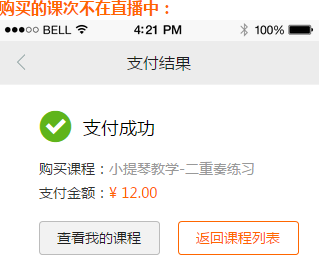 购买的课次不在直播中：
BELL 4:21 PM 100%
支付结果
支付成功
购买课程：小提琴教学-二重奏练习
支付金额：¥ 12.00
查看我的课程 返回课程列表